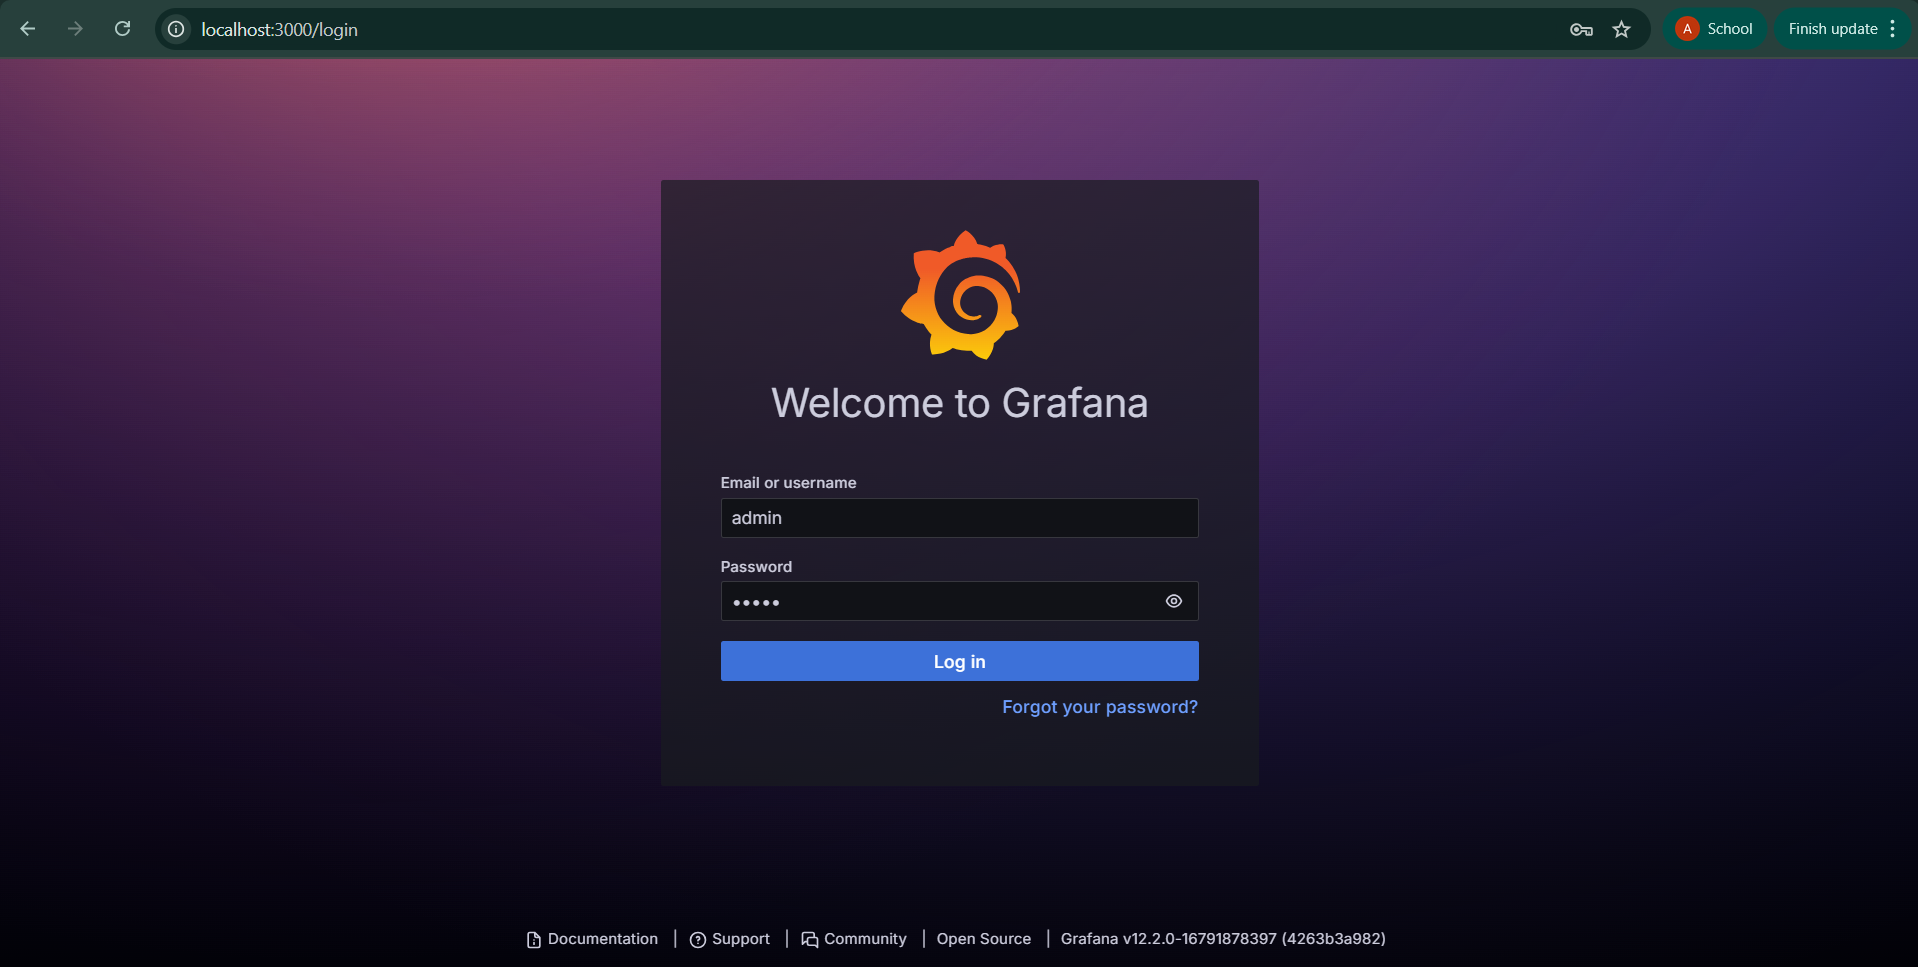 localhost:3000/login
A School
Finish update
Welcome to Grafana
Email or username
admin
Password
•••••
Log in
Forgot your password?
Documentation | Support | Community | Open Source | Grafana v12.2.0-16791878397 (4263b3a982)